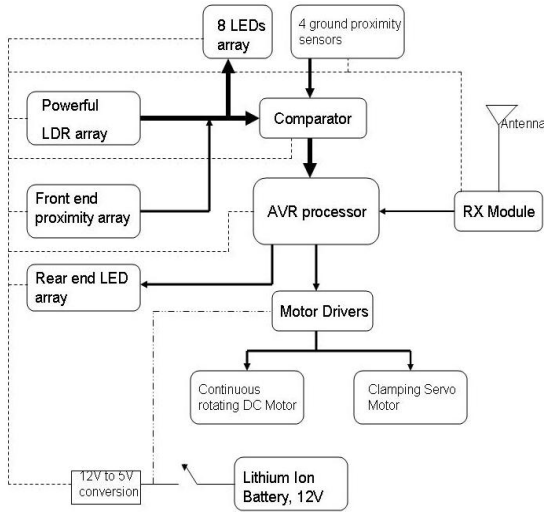 8 LEDs
array
4 ground proximity
sensors
Powerful
LDR array
Comparator
Antenna
Front end
proximity array
AVR processor
RX Module
Rear end LED
array
Motor Drivers
Continuous
rotating DC Motor
Clamping Servo
Motor
12V to 5V
conversion
Lithium Ion
Battery, 12V